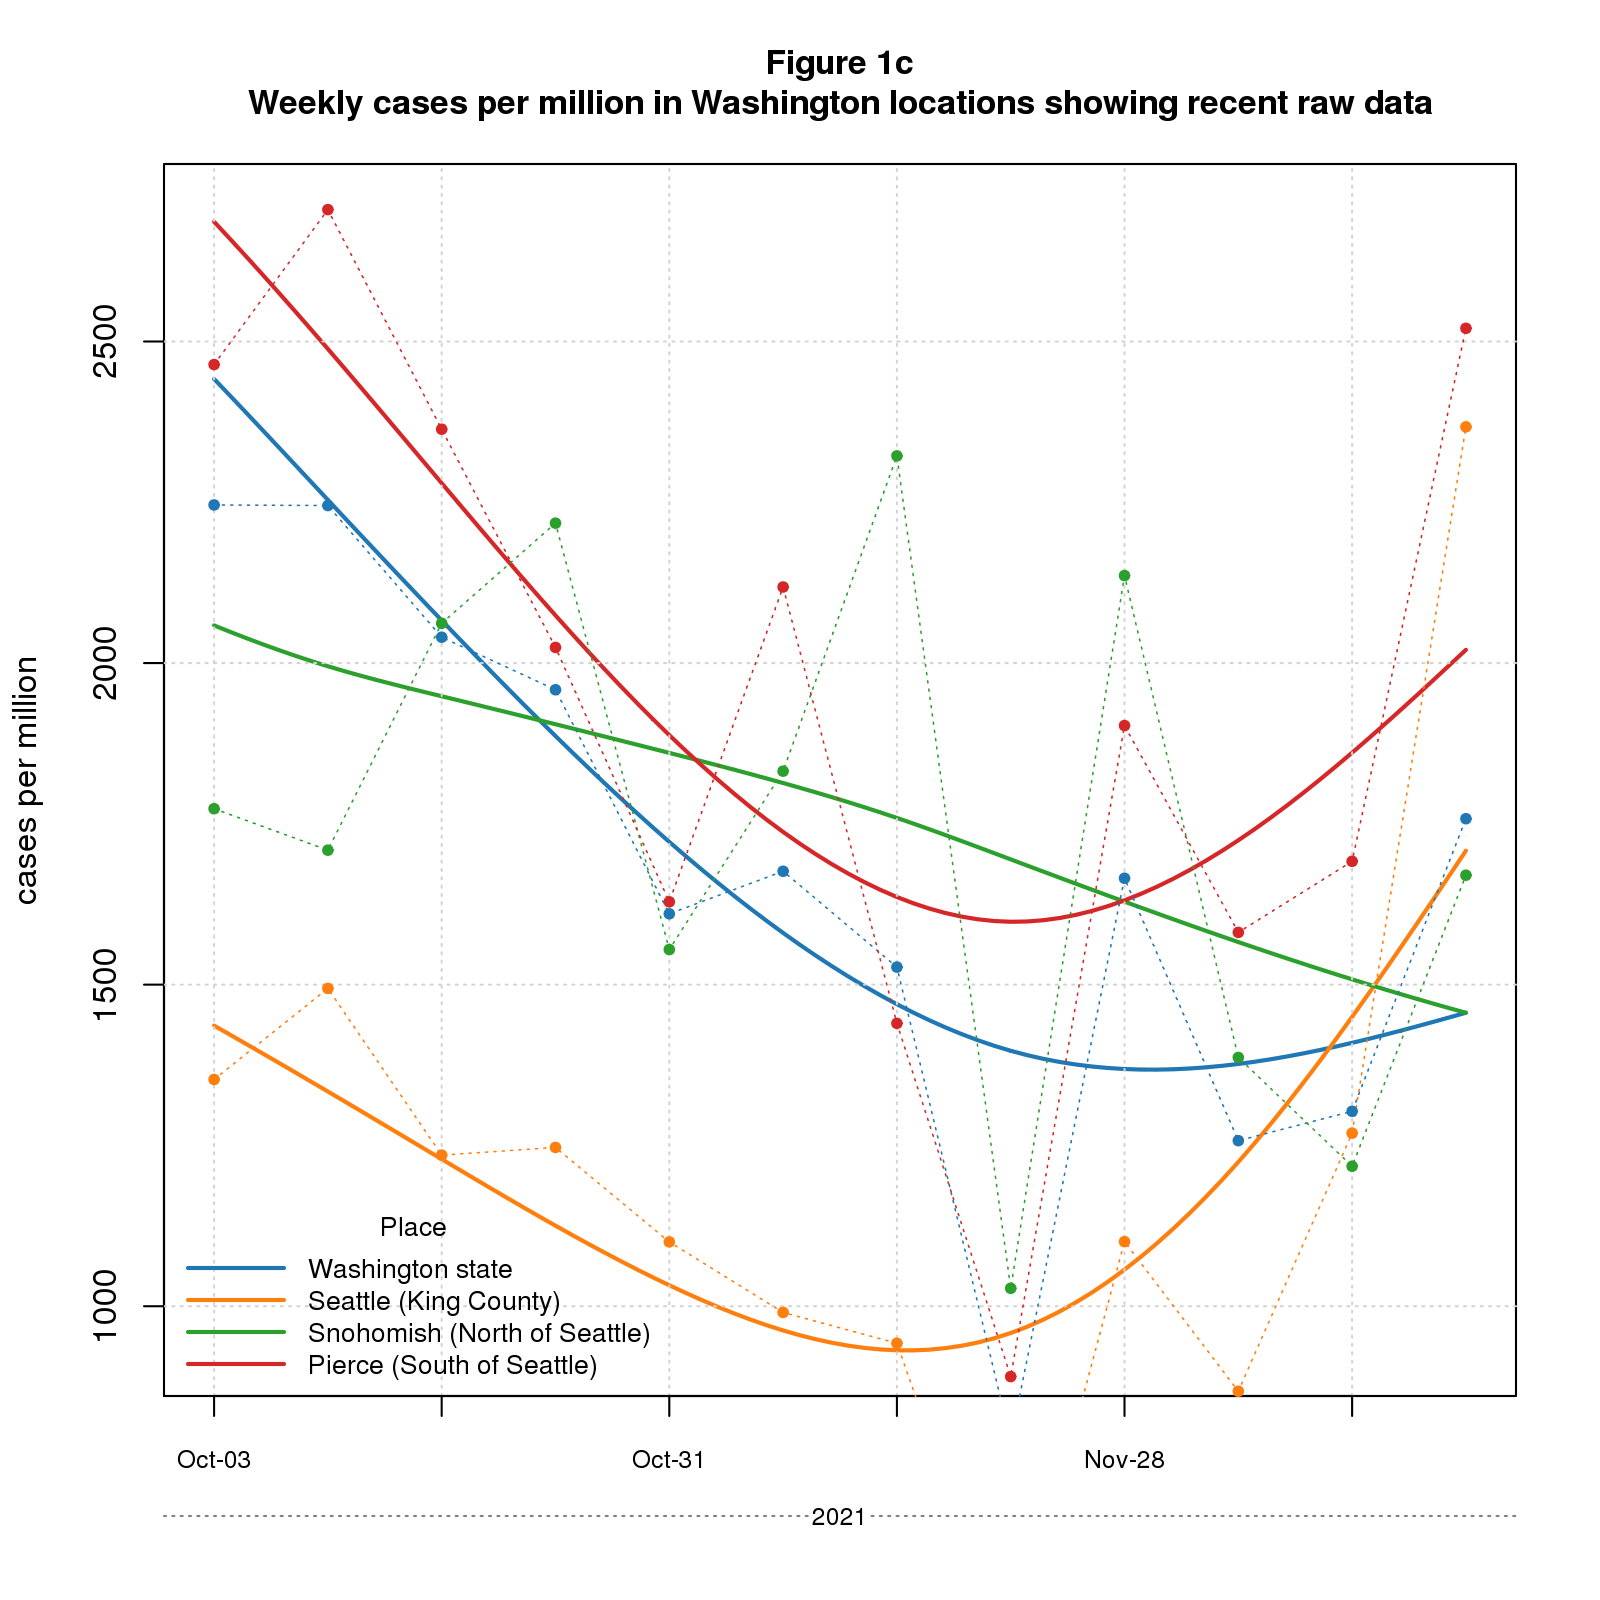 Figure 1c
Weekly cases per million in Washington locations showing recent raw data
cases per million
2500
2000
1500
1000
Place
Washington state
Seattle (King County)
Snohomish (North of Seattle)
Pierce (South of Seattle)
Oct-03
Oct-31
Nov-28
2021